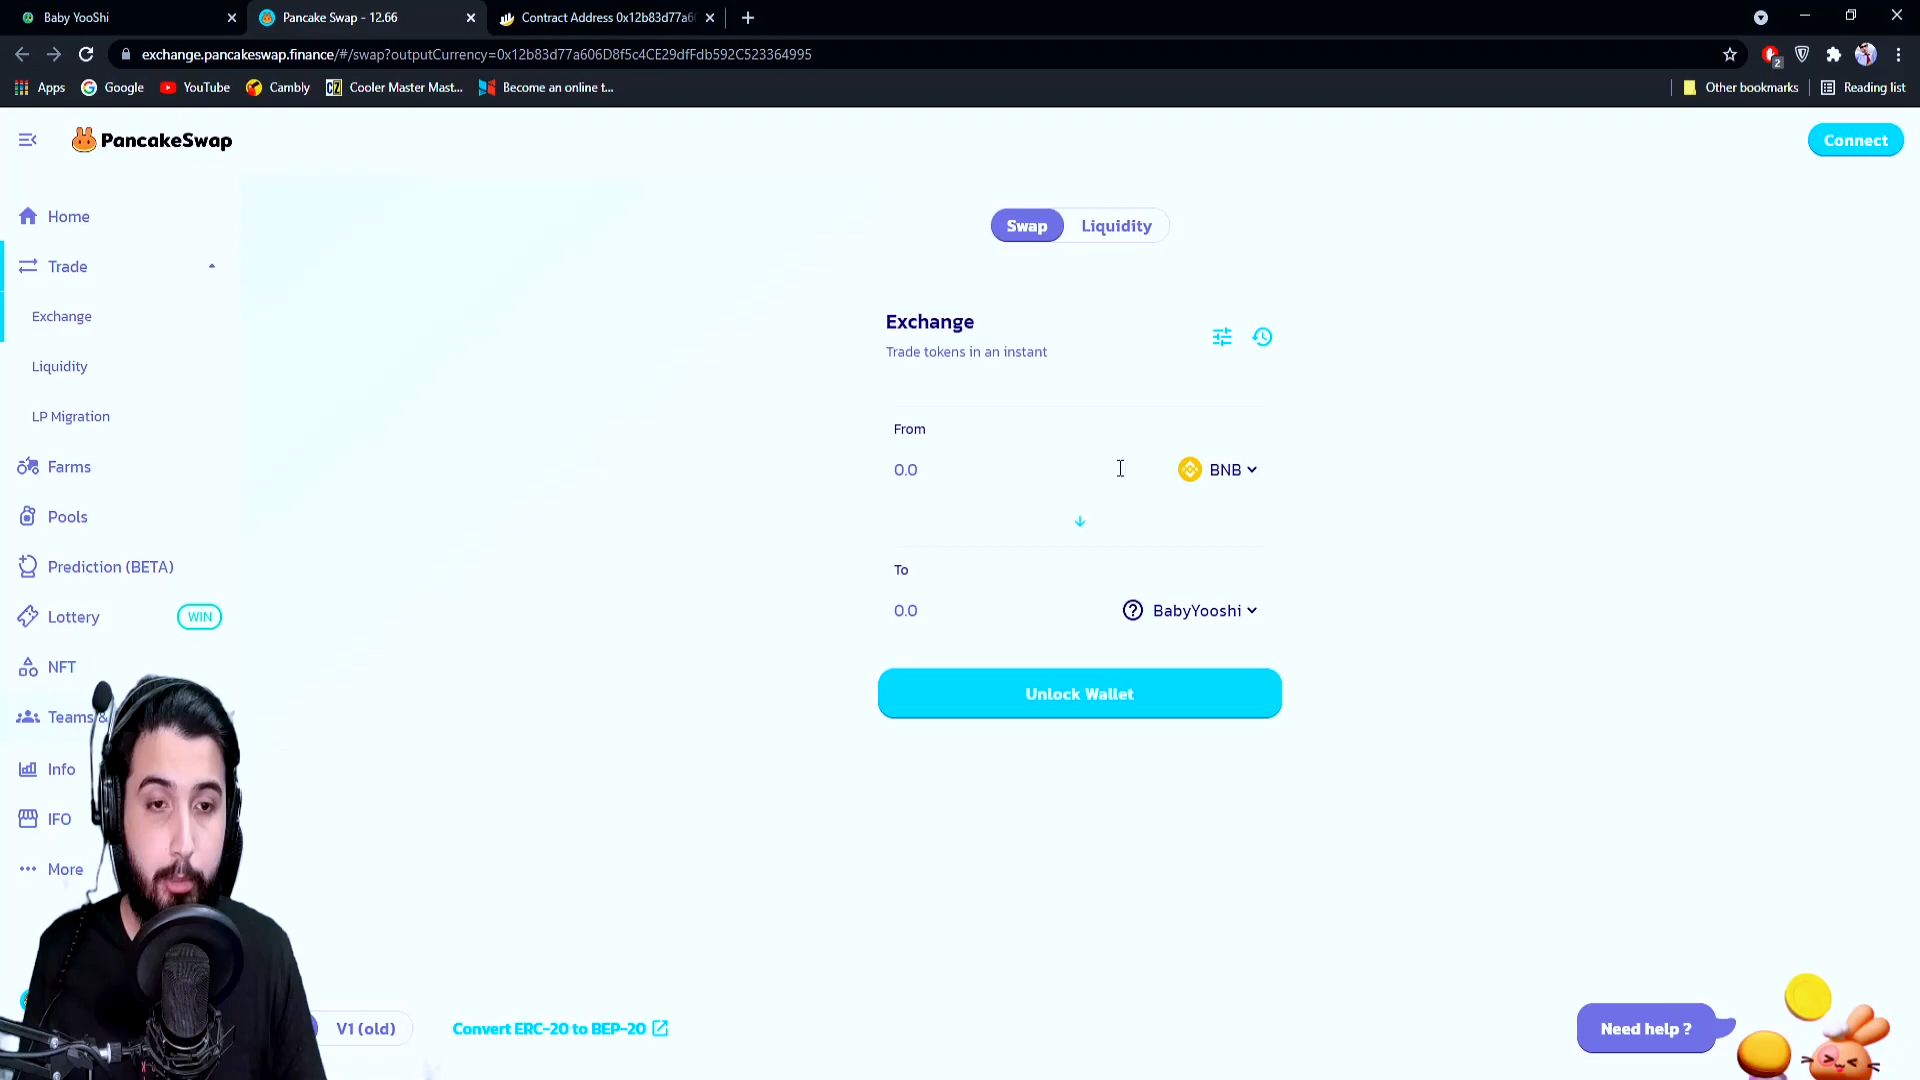 Baby YooShi
Pancake Swap - 12.66
Contract Address 0x12b83d77a6
exchange.pancakeswap.finance/#/swap?outputCurrency=0x12b83d77a606D8f5c4CE29dfFdb592C523364995
2
Apps
Google
YouTube
Cambly
Cooler Master Mast...
Become an online t...
Other bookmarks
Reading list
PancakeSwap
Connect
Home
Trade
Exchange
Liquidity
LP Migration
Farms
Pools
Prediction (BETA)
Lottery
WIN
NFT
Teams &
Info
IFO
More
Swap
Liquidity
Exchange
Trade tokens in an instant
From
0.0
BNB
To
0.0
BabyYooshi
Unlock Wallet
V1 (old)
Convert ERC-20 to BEP-20
Need help ?